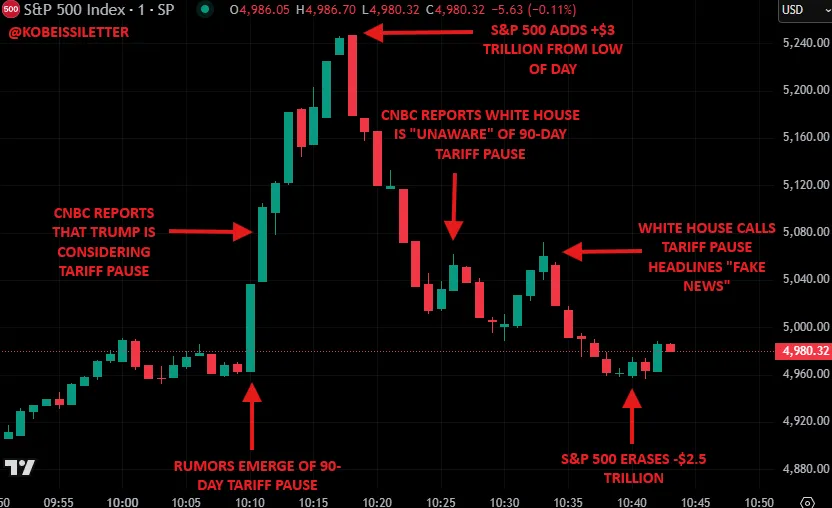 500 S&P 500 Index · 1 · SP O4,986.05 H4,986.70 L4,980.32 C4,980.32 −5.63 (−0.11%) USD
@KOBEISSILETTER
S&P 500 ADDS +$3
TRILLION FROM LOW
OF DAY
CNBC REPORTS WHITE HOUSE
IS "UNAWARE" OF 90-DAY
TARIFF PAUSE
CNBC REPORTS
THAT TRUMP IS
CONSIDERING
TARIFF PAUSE
WHITE HOUSE CALLS
TARIFF PAUSE
HEADLINES "FAKE
NEWS"
RUMORS EMERGE OF 90-
DAY TARIFF PAUSE
S&P 500 ERASES -$2.5
TRILLION
5,240.00
5,200.00
5,160.00
5,120.00
5,080.00
5,040.00
5,000.00
4,980.32
4,960.00
4,920.00
4,880.00
50 09:55 10:00 10:05 10:10 10:15 10:20 10:25 10:30 10:35 10:40 10:45 10:50